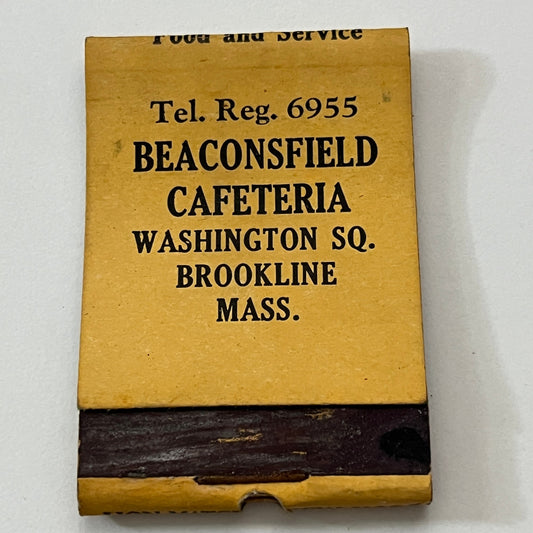 Food and Service
Tel. Reg. 6955
BEACONSFIELD
CAFETERIA
WASHINGTON SQ.
BROOKLINE
MASS.